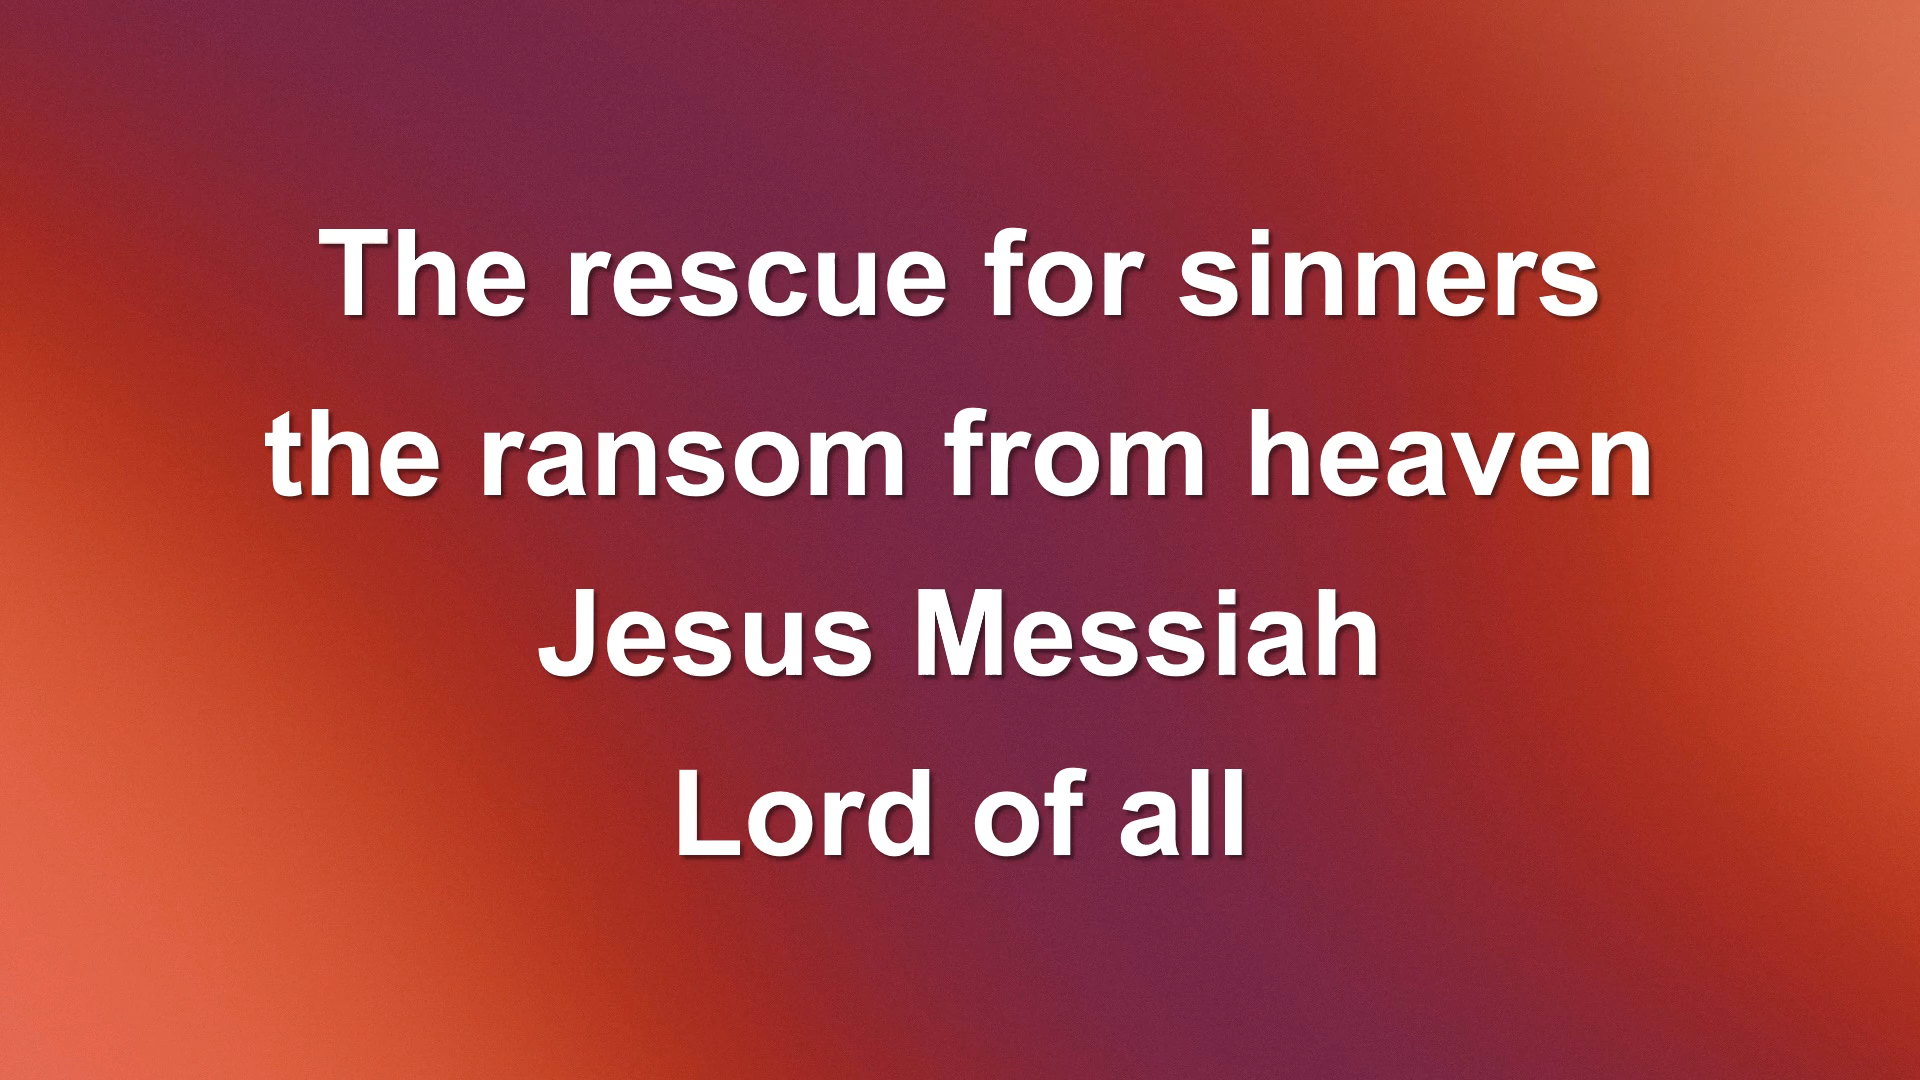 The rescue for sinners
the ransom from heaven
Jesus Messiah
Lord of all